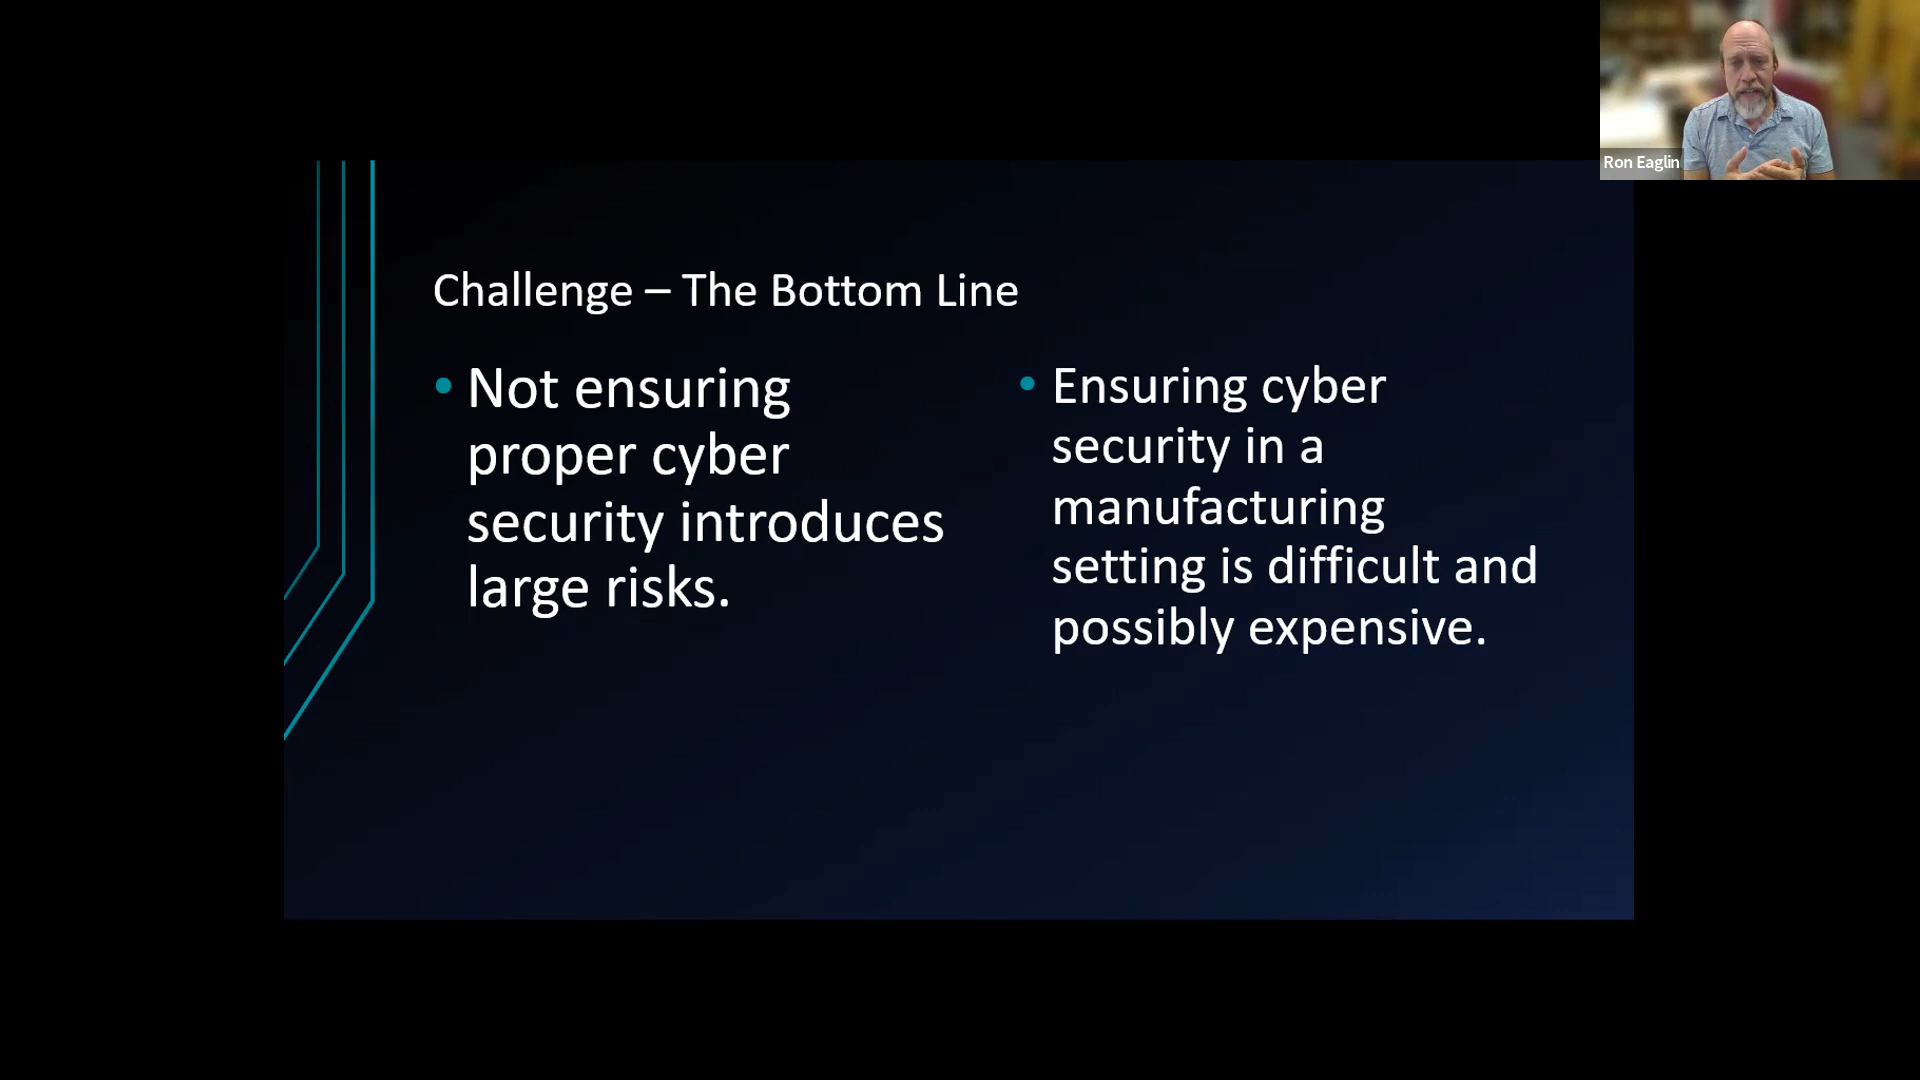 Ron Eaglin
Challenge – The Bottom Line
• Not ensuring
proper cyber
security introduces
large risks.
• Ensuring cyber
security in a
manufacturing
setting is difficult and
possibly expensive.